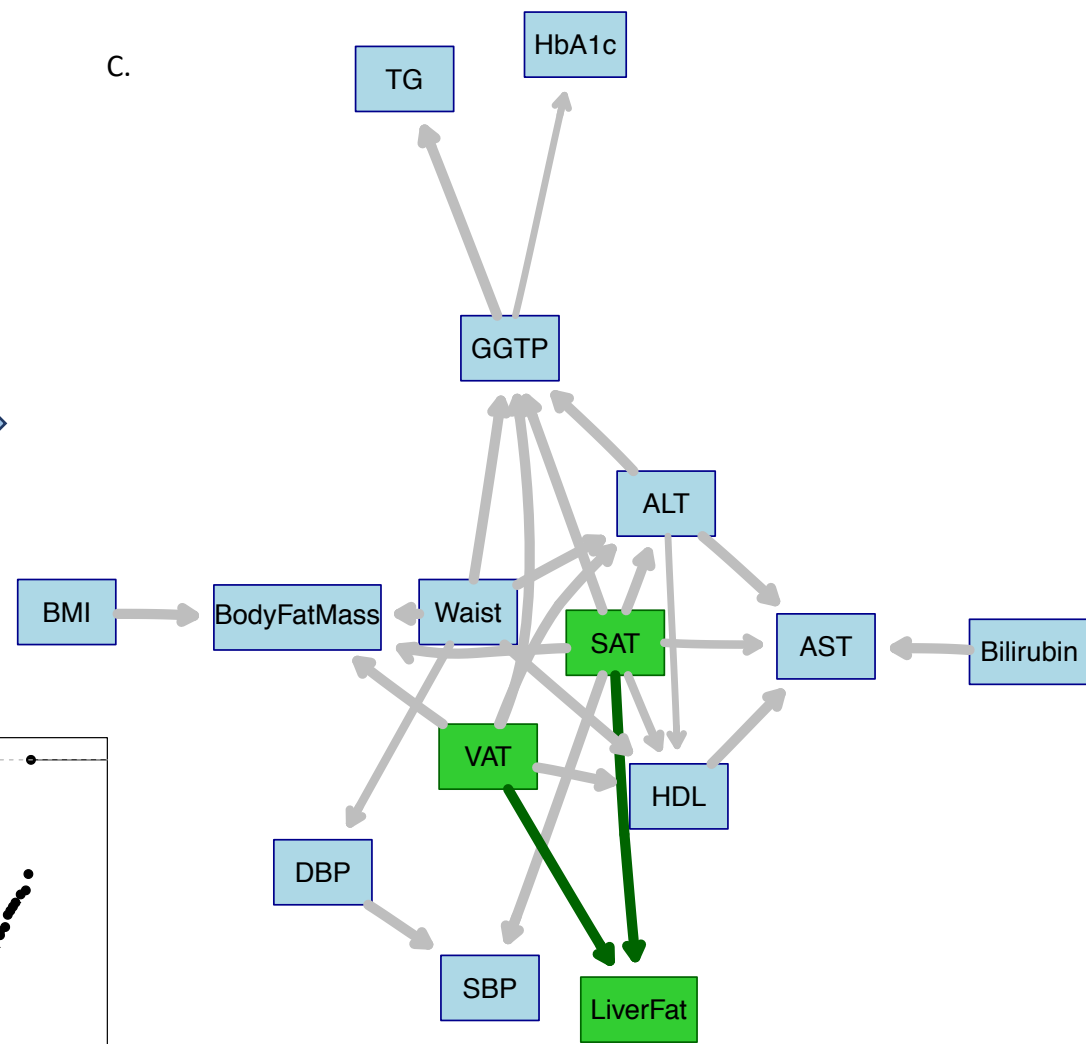 C.
HbA1c
TG
GGTP
ALT
BMI
BodyFatMass
Waist
SAT
AST
Bilirubin
VAT
HDL
DBP
SBP
LiverFat